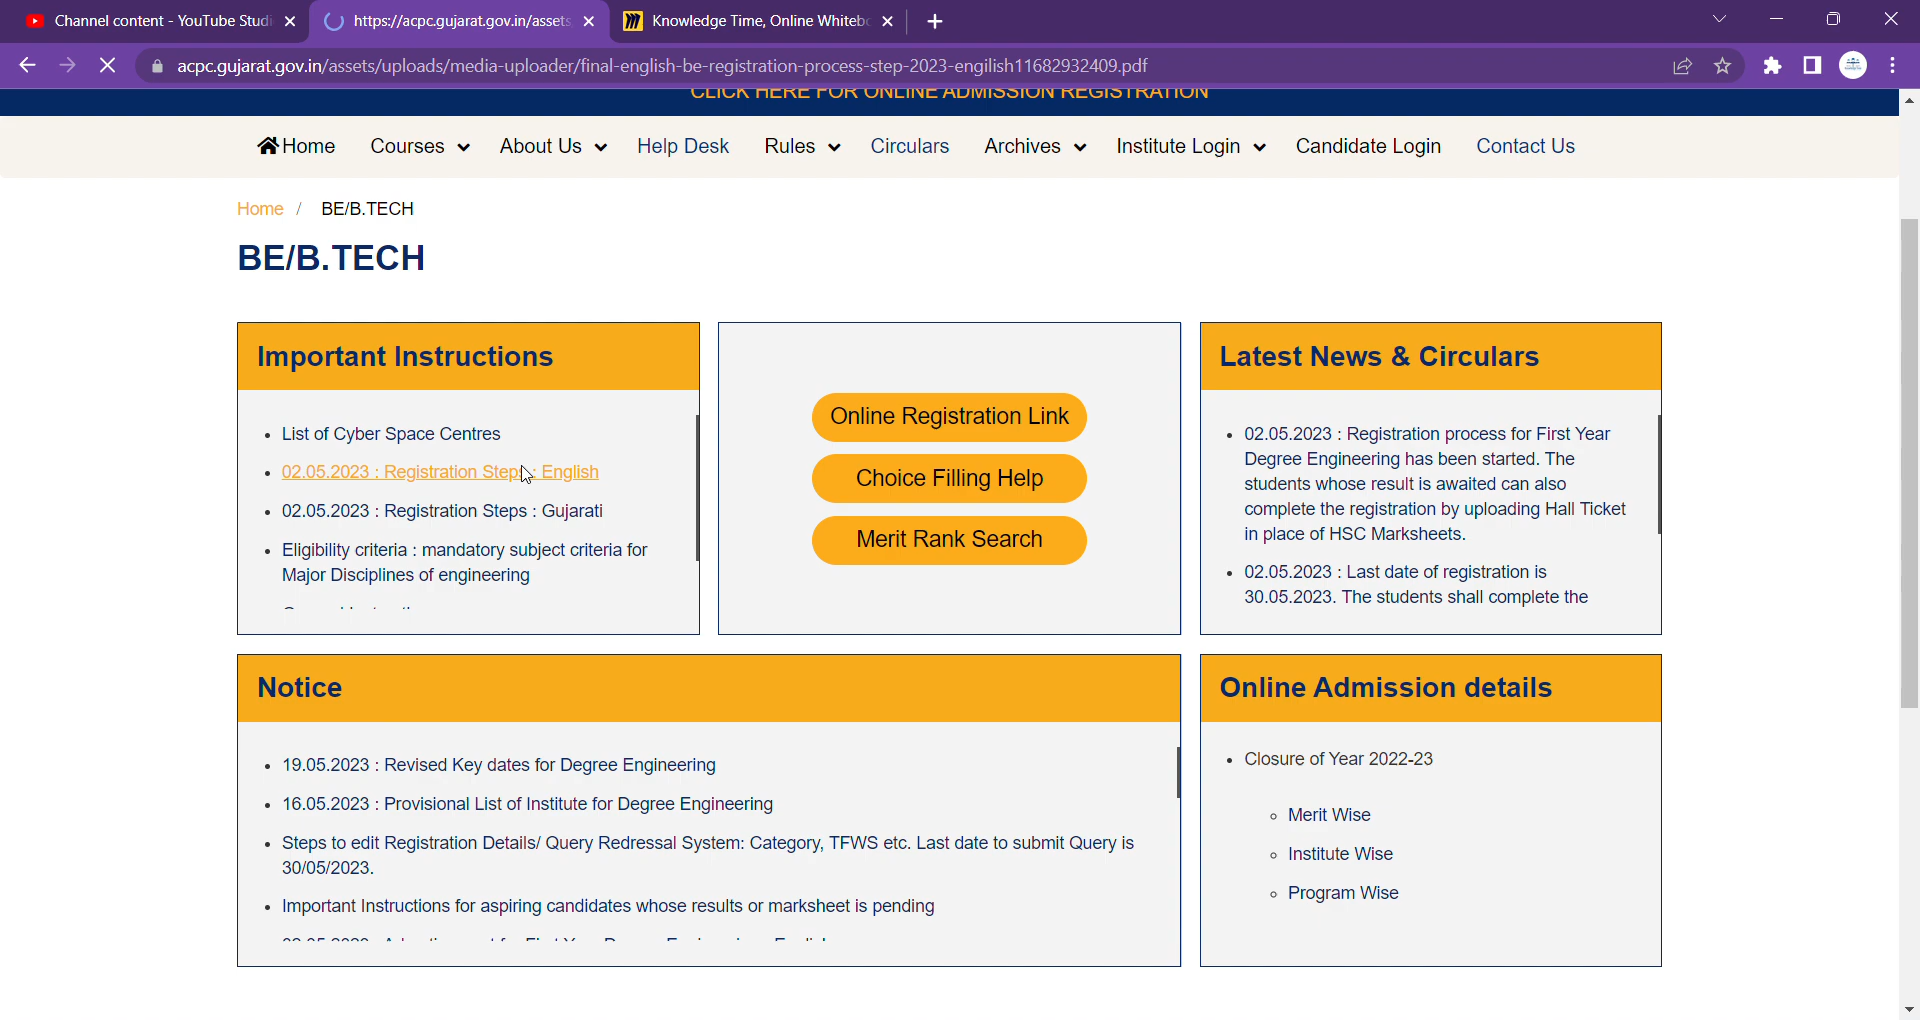 Channel content - YouTube Studi
https://acpc.gujarat.gov.in/assets
Knowledge Time, Online Whitebo
acpc.gujarat.gov.in/assets/uploads/media-uploader/final-english-be-registration-process-step-2023-engilish11682932409.pdf
CLICK HERE FOR ONLINE ADMISSION REGISTRATION
Home Courses About Us Help Desk Rules Circulars Archives Institute Login Candidate Login Contact Us
Home / BE/B.TECH
BE/B.TECH
Important Instructions
• List of Cyber Space Centres
• 02.05.2023 : Registration Steps : English
• 02.05.2023 : Registration Steps : Gujarati
• Eligibility criteria : mandatory subject criteria for
Major Disciplines of engineering
Online Registration Link
Choice Filling Help
Merit Rank Search
Latest News & Circulars
• 02.05.2023 : Registration process for First Year
Degree Engineering has been started. The
students whose result is awaited can also
complete the registration by uploading Hall Ticket
in place of HSC Marksheets.
• 02.05.2023 : Last date of registration is
30.05.2023. The students shall complete the
Notice
• 19.05.2023 : Revised Key dates for Degree Engineering
• 16.05.2023 : Provisional List of Institute for Degree Engineering
• Steps to edit Registration Details/ Query Redressal System: Category, TFWS etc. Last date to submit Query is
30/05/2023.
• Important Instructions for aspiring candidates whose results or marksheet is pending
Online Admission details
• Closure of Year 2022-23
Merit Wise
Institute Wise
Program Wise